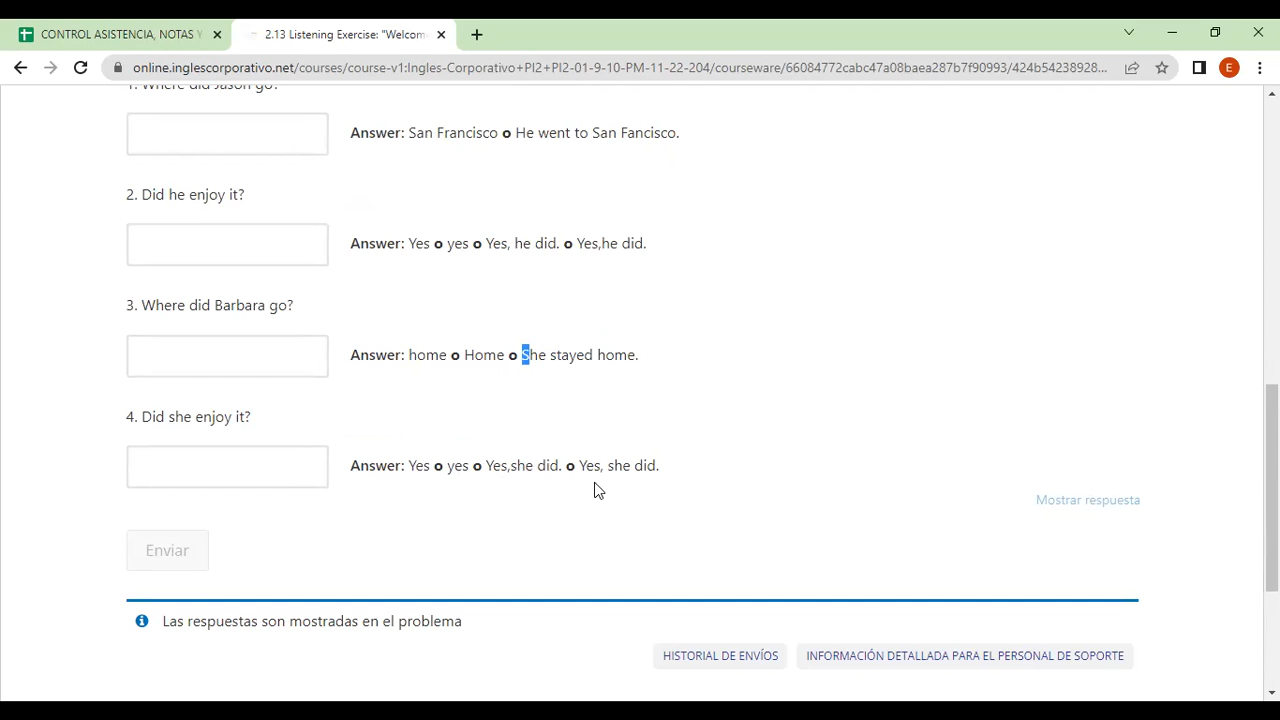 CONTROL ASISTENCIA, NOTAS Y
2.13 Listening Exercise: "Welcom
online.inglescorporativo.net/courses/course-v1:Ingles-Corporativo+PI2+PI2-01-9-10-PM-11-22-204/courseware/66084772cabc47a08baea287b7f90993/424b54238928...
E
1. Where did Jason go?
Answer: San Francisco o He went to San Fancisco.
2. Did he enjoy it?
Answer: Yes o yes o Yes, he did. o Yes,he did.
3. Where did Barbara go?
Answer: home o Home o She stayed home.
4. Did she enjoy it?
Answer: Yes o yes o Yes,she did. o Yes, she did.
Mostrar respuesta
Enviar
Las respuestas son mostradas en el problema
HISTORIAL DE ENVÍOS
INFORMACIÓN DETALLADA PARA EL PERSONAL DE SOPORTE